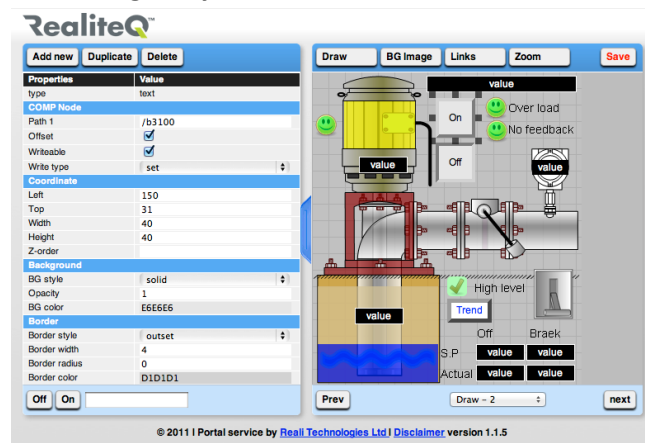 RealiteQ™
Add new Duplicate Delete
Draw BG Image Links Zoom Save
Properties Value
type text
COMP Node
Path 1 /b3100
Offset
Writeable
Write type set
Coordinate
Left 150
Top 31
Width 40
Height 40
Z-order
Background
BG style solid
Opacity 1
BG color E6E6E6
Border
Border style outset
Border width 4
Border radius 0
Border color D1D1D1
Off On
value
On
Over load
No feedback
Off
value
value
High level
value
Trend
Off Braek
S.P value value
Actual value value
Prev Draw – 2 next
© 2011 I Portal service by Reali Technologies Ltd I Disclaimer version 1.1.5